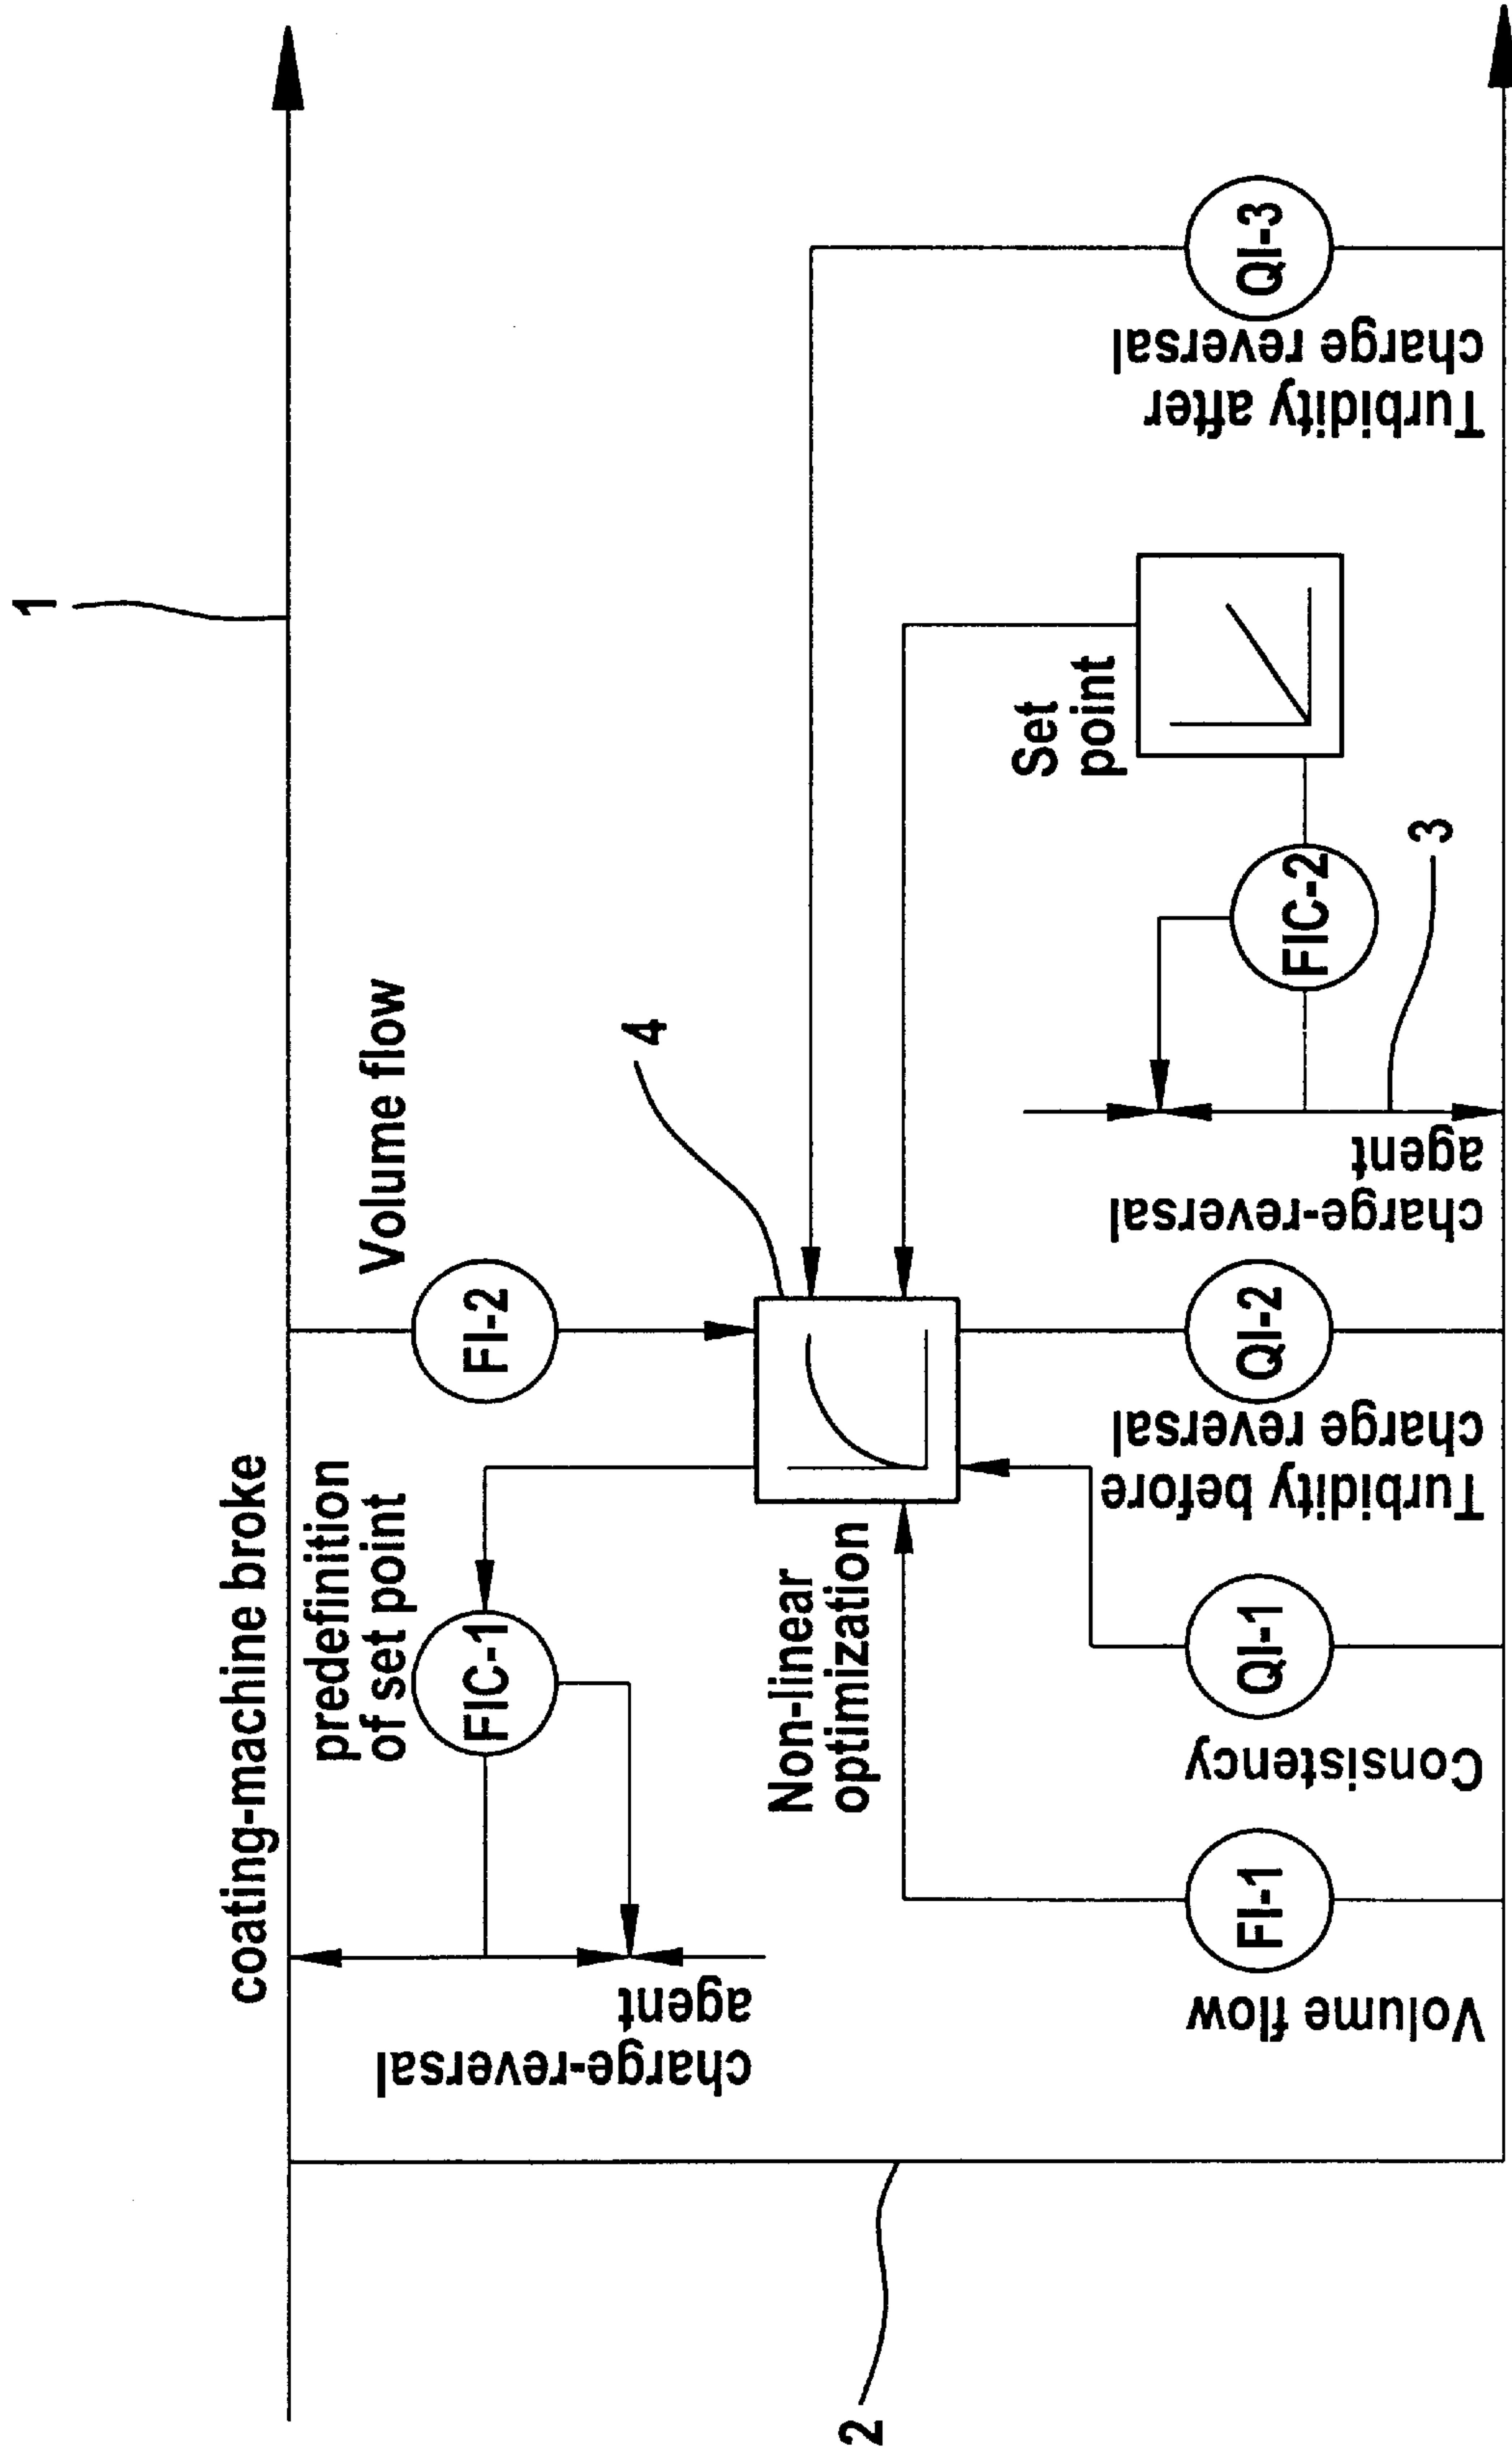 1
coating-machine broke
predefinition
of set point
FIC-1
charge-reversal
agent
Volume flow
FI-2
4
Non-linear
optimization
2
Volume flow
FI-1
Consistency
QI-1
Turbidity before
charge reversal
QI-2
charge-reversal
agent
3
FIC-2
Set
point
Turbidity after
charge reversal
QI-3